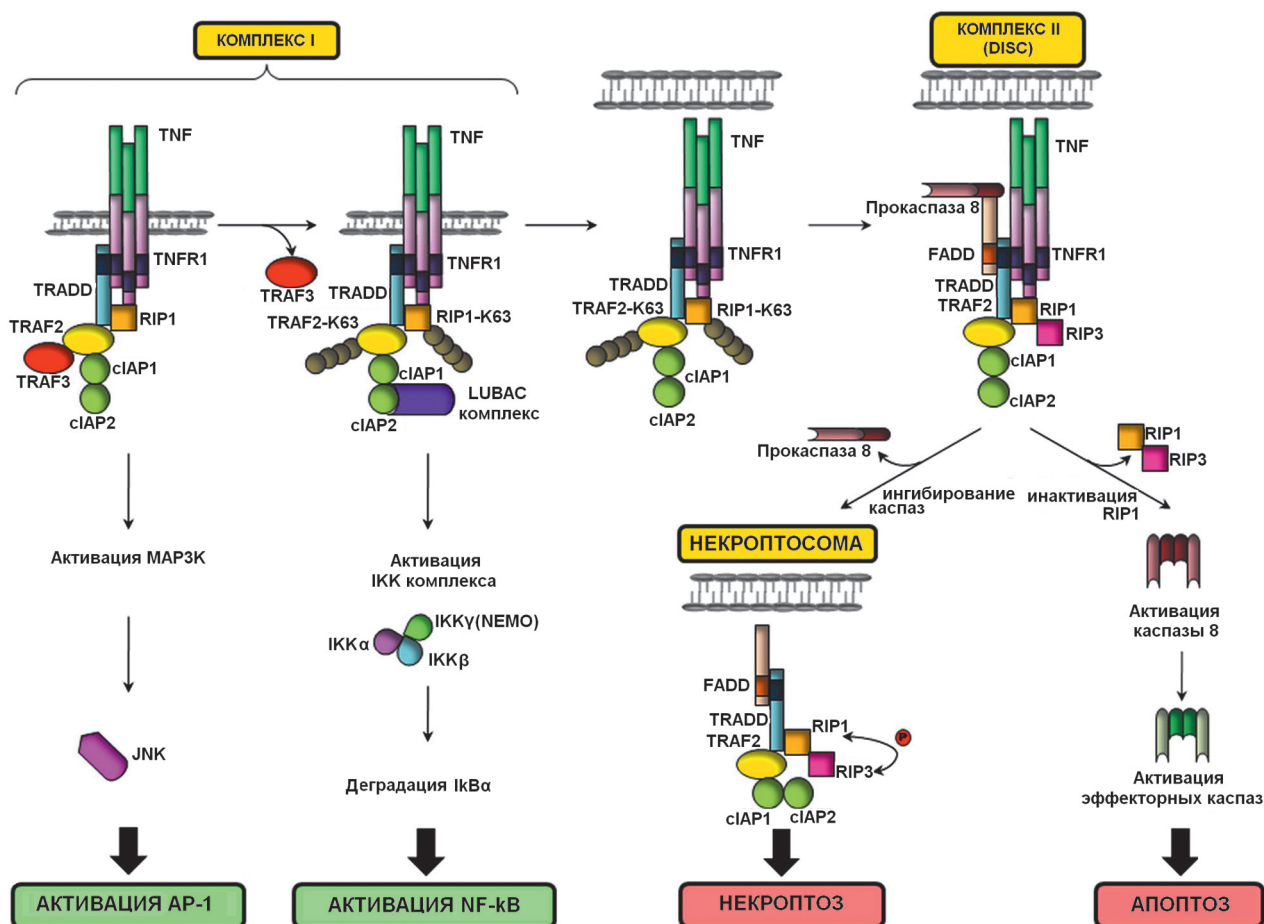 КОМПЛЕКС I
КОМПЛЕКС II
(DISC)
TNF
TNFR1
TRADD
TRAF2
RIP1
TRAF3
cIAP1
cIAP2
TRAF3
TNF
TNFR1
TRADD
TRAF2-K63
RIP1-K63
cIAP1
LUBAC
комплекс
cIAP2
TNF
TNFR1
TRADD
TRAF2-K63
RIP1-K63
cIAP1
cIAP2
TNF
Прокаспаза 8
FADD
TNFR1
TRADD
TRAF2
RIP1
RIP3
cIAP1
cIAP2
Прокаспаза 8
RIP1
RIP3
ингибирование
каспаз
инактивация
RIP1
Активация MAP3K
JNK
АКТИВАЦИЯ AP-1
Активация
IKK комплекса
IKKγ(NEMO)
IKKα
IKKβ
Деградация IkBα
АКТИВАЦИЯ NF-kB
НЕКРОПТОСОМА
FADD
TRADD
TRAF2
RIP1
P
RIP3
cIAP1
cIAP2
НЕКРОПТОЗ
Активация
каспазы 8
Активация
эффекторных каспаз
АПОПТОЗ